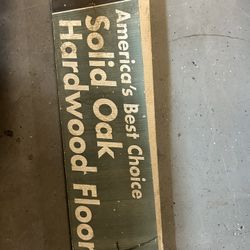 America's Best Choice
Solid Oak
Hardwood Floor